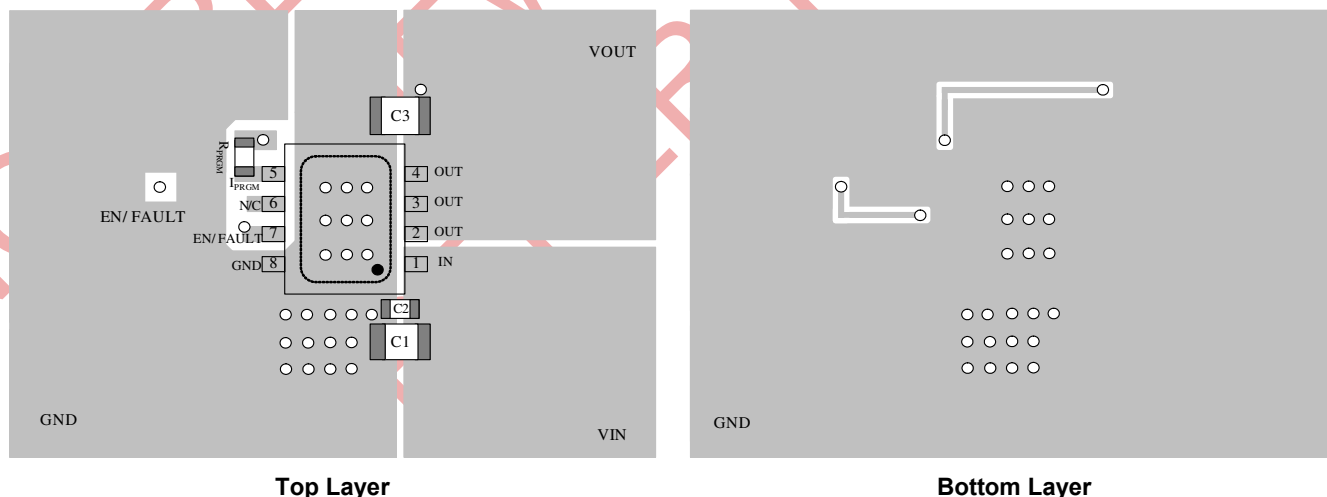 VOUT
C3
RPRGM
5
4
OUT
IPRGM
N/C
6
3
OUT
EN/ FAULT
EN/ FAULT
7
2
OUT
GND
8
1
IN
C2
C1
GND
VIN
GND
Top Layer
Bottom Layer